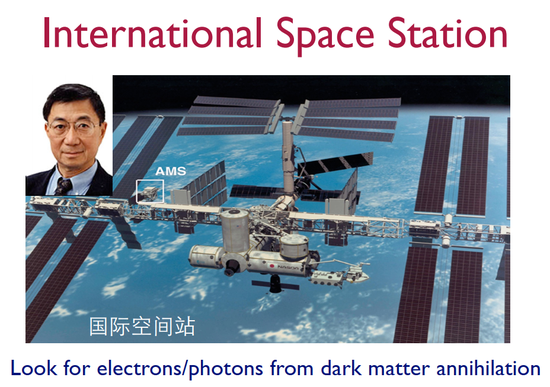 International Space Station
AMS
国际空间站
Look for electrons/photons from dark matter annihilation